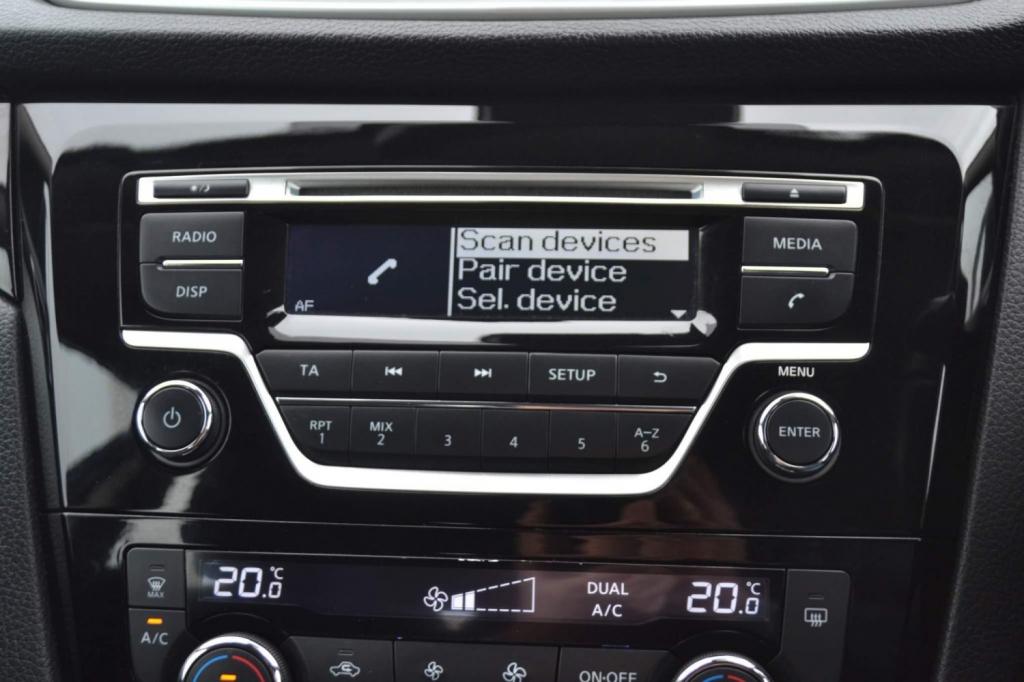 RADIO
DISP
Scan devices
Pair device
Sel. device
AF
MEDIA
TA
SETUP
MENU
RPT
1
MIX
2
3
4
5
A-Z
6
ENTER
MAX
A/C
20.0 °C
DUAL
A/C
20.0 °C
ON·OFF